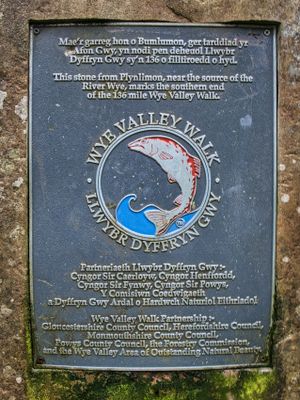 Mae'r garreg hon o Bumlumon, ger tarddiad yr
Afon Gwy, yn nodi pen deheuol Llwybr
Dyffryn Gwy sy'n 136 o filltiroedd o hyd.
This stone from Plynlimon, near the source of the
River Wye, marks the southern end
of the 136 mile Wye Valley Walk.
WYE VALLEY WALK
LLWYBR DYFFRYN GWY
Partneriaeth Llwybr Dyffryn Gwy :-
Cyngor Sir Caerloyw, Cyngor Henffordd,
Cyngor Sir Fynwy, Cyngor Sir Powys,
Y Comisiwn Coedwigaeth
a Dyffryn Gwy Ardal o Harddwch Naturiol Eithriadol
Wye Valley Walk Partnership :-
Gloucestershire County Council, Herefordshire Council,
Monmouthshire County Council,
Powys County Council, the Forestry Commission,
and the Wye Valley Area of Outstanding Natural Beauty.